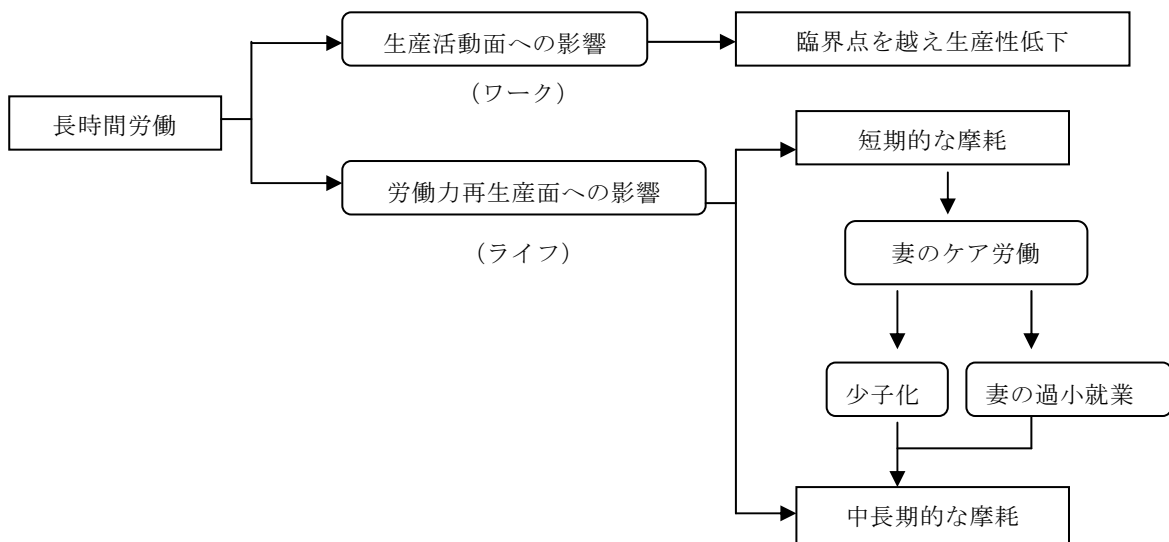 生産活動面への影響
臨界点を越え生産性低下
（ワーク）
長時間労働
短期的な摩耗
労働力再生産面への影響
（ライフ）
妻のケア労働
少子化
妻の過小就業
中長期的な摩耗